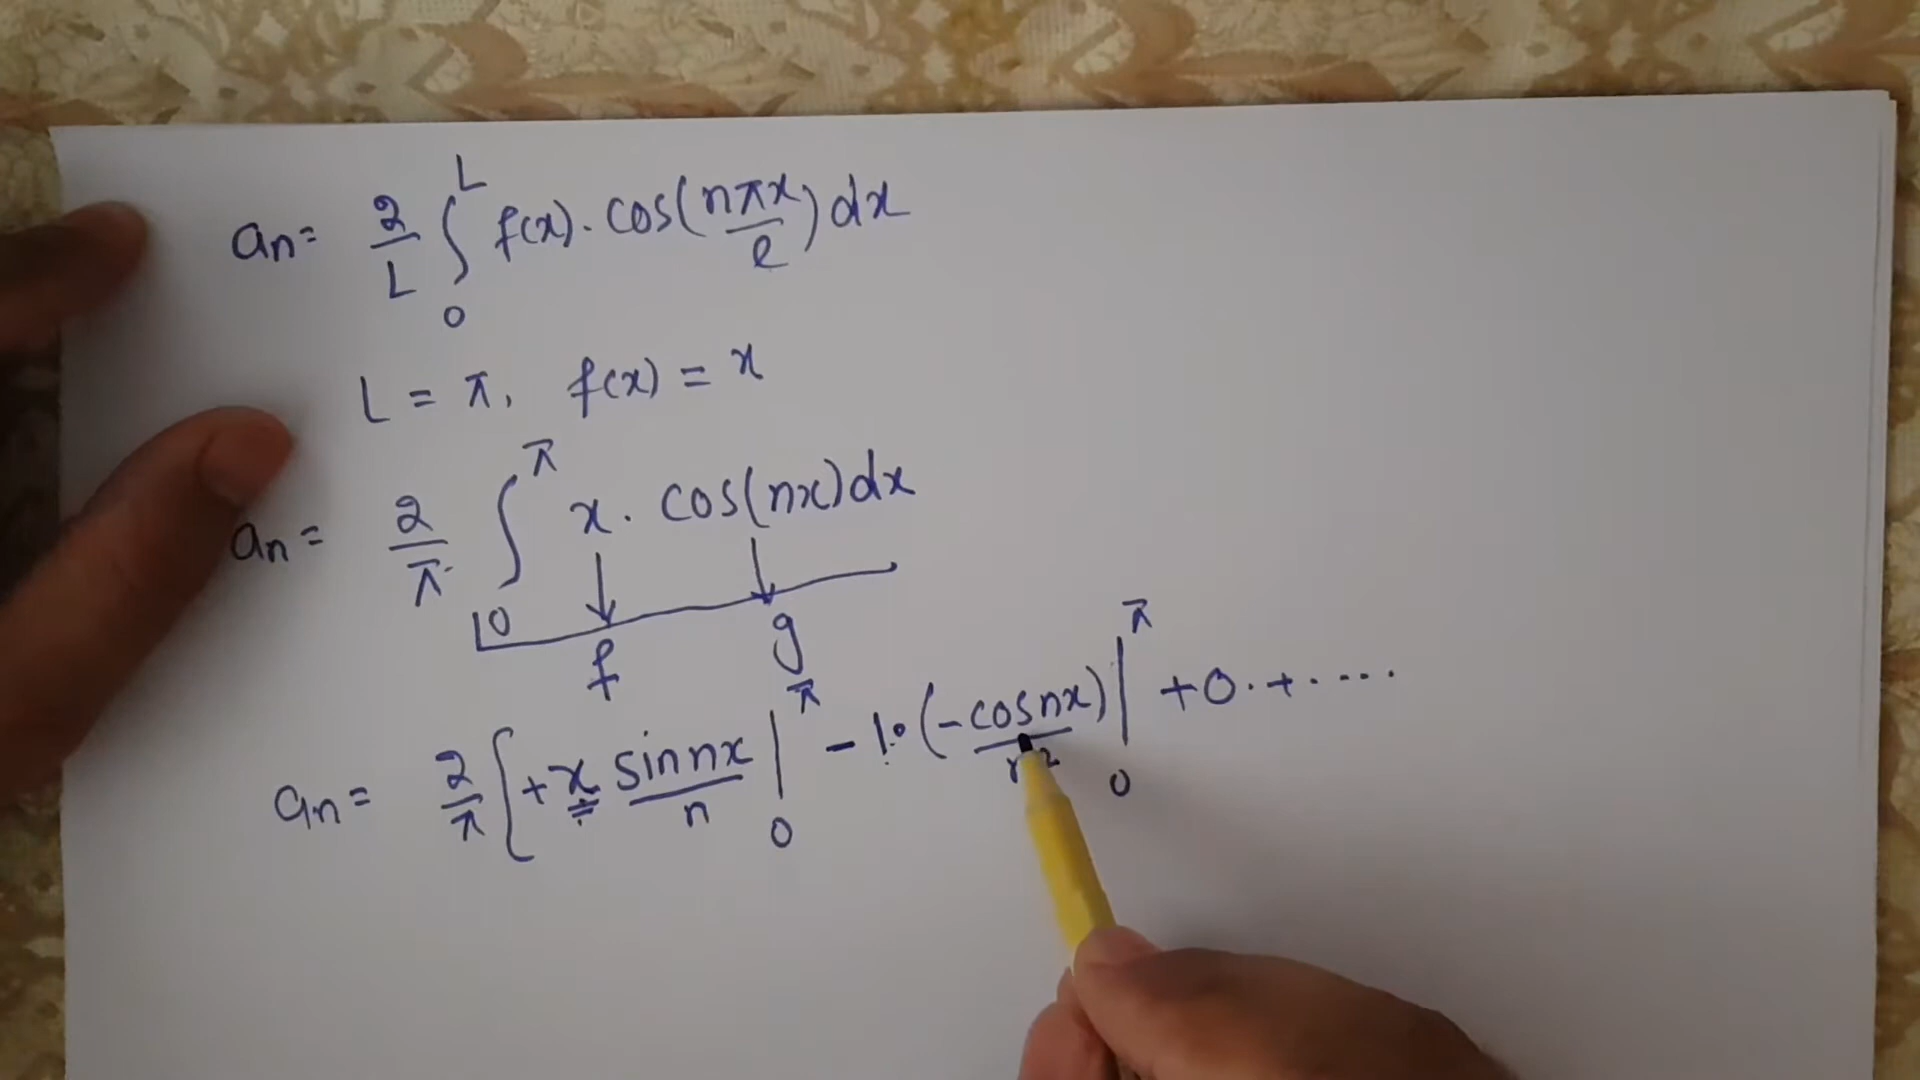 an = 2/L ∫₀ᴸ f(x). cos(nπx/l) dx
L = π, f(x) = x
an = 2/π ∫₀^π x. cos(nx) dx
f g
an = 2/π [+x sin nx/n |₀^π - 1.(-cos nx/n²) |₀^π + 0. + ....